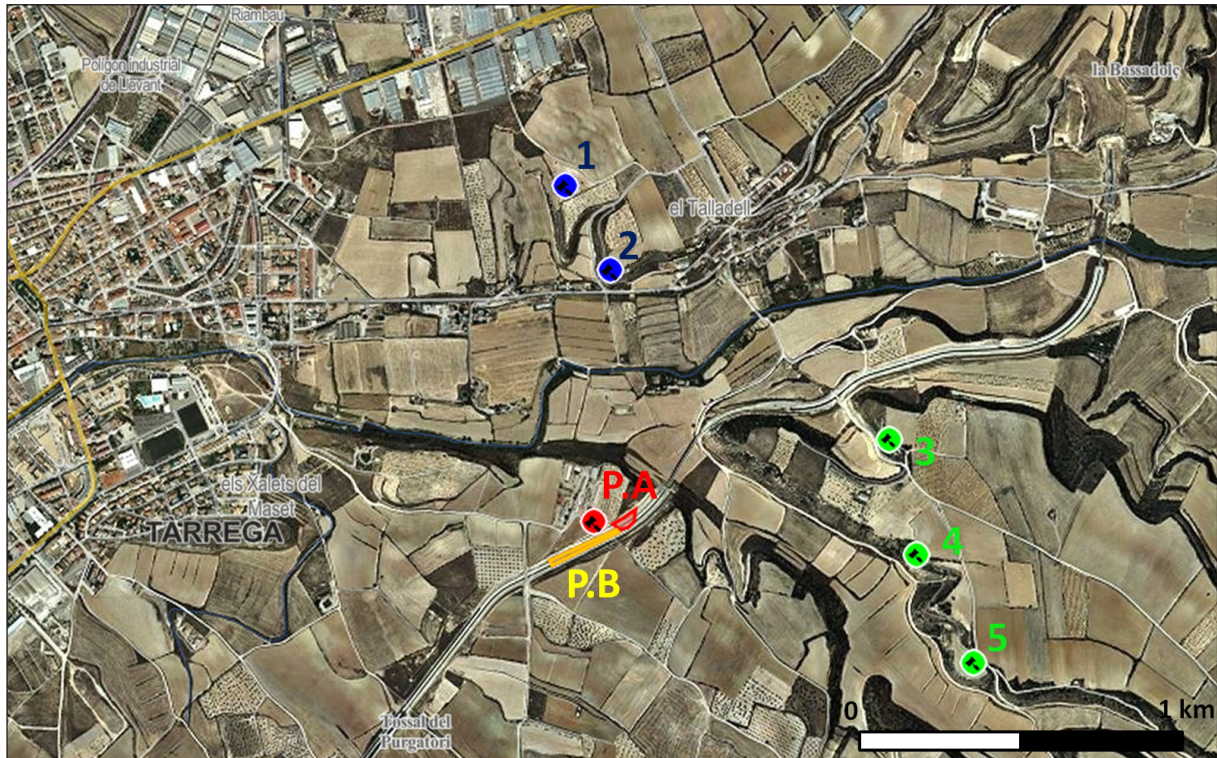 Riambau
Polígon industrial
de Llevant
la Bassadolç
1
el Talladell
2
3
els Xalets del
Maset
TÀRREGA
P.A
4
P.B
5
Tossal del
Purgatori
0
1 km